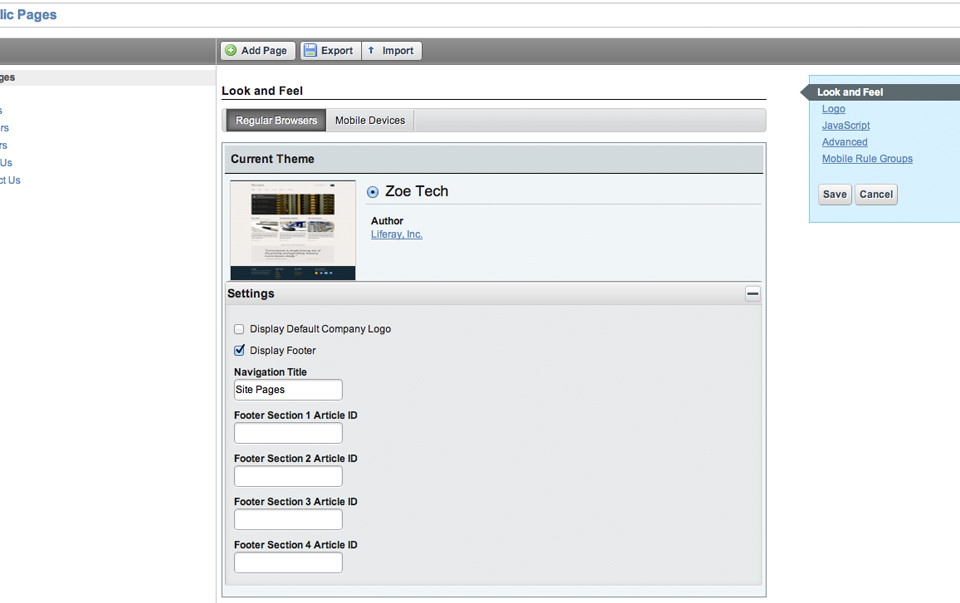 lic Pages
Add Page Export Import
ges
s
rs
rs
Us
ct Us
Look and Feel
Regular Browsers Mobile Devices
Current Theme
Zoe Tech
Author
Liferay, Inc.
Settings
Display Default Company Logo
Display Footer
Navigation Title
Site Pages
Footer Section 1 Article ID
Footer Section 2 Article ID
Footer Section 3 Article ID
Footer Section 4 Article ID
Look and Feel
Logo
JavaScript
Advanced
Mobile Rule Groups
Save Cancel